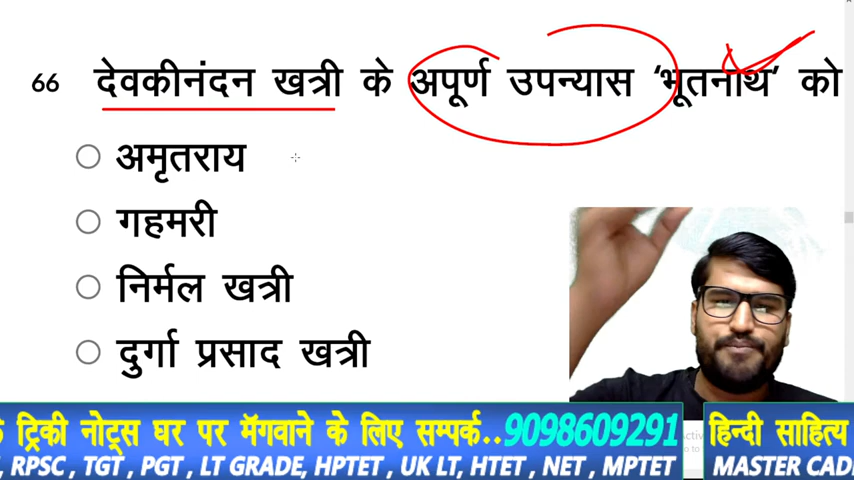 66 देवकीनंदन खत्री के अपूर्ण उपन्यास 'भूतनाथ' को
अमृतराय
गहमरी
निर्मल खत्री
दुर्गा प्रसाद खत्री
ट्रिकी नोट्स घर पर मॅगवाने के लिए सम्पर्क..9098609291 हिन्दी साहित्य
, RPSC , TGT , PGT , LT GRADE, HPTET , UK LT, HTET , NET , MPTET MASTER CAD